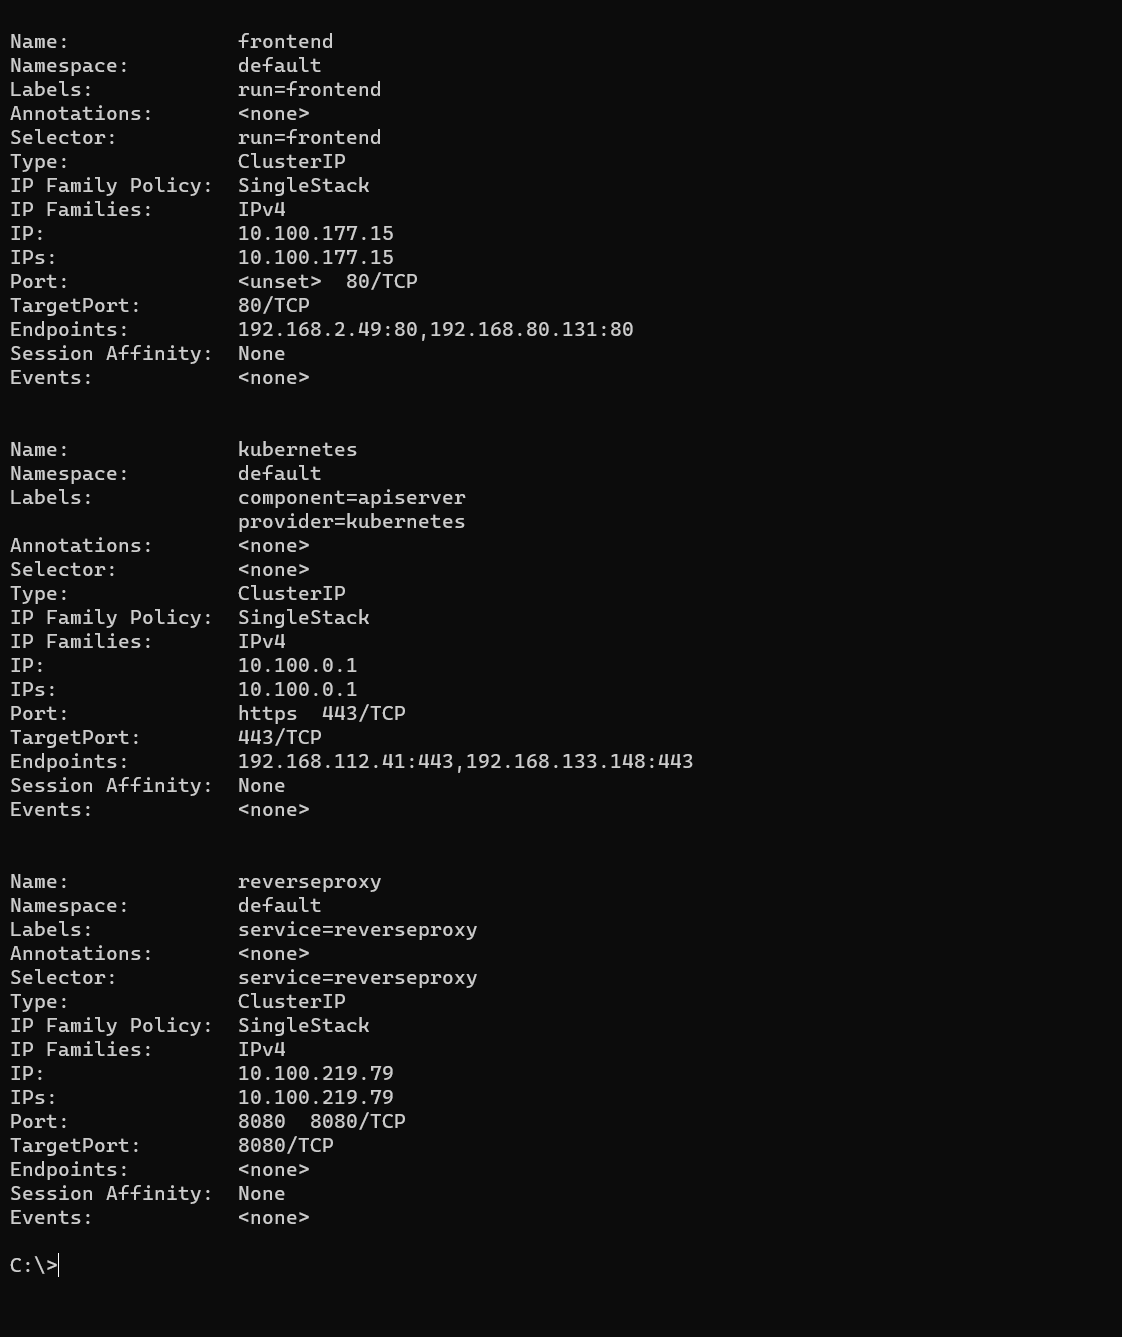 Name:              frontend
Namespace:         default
Labels:            run=frontend
Annotations:       <none>
Selector:          run=frontend
Type:              ClusterIP
IP Family Policy:  SingleStack
IP Families:       IPv4
IP:                10.100.177.15
IPs:               10.100.177.15
Port:              <unset>  80/TCP
TargetPort:        80/TCP
Endpoints:         192.168.2.49:80,192.168.80.131:80
Session Affinity:  None
Events:            <none>
Name:              kubernetes
Namespace:         default
Labels:            component=apiserver
                   provider=kubernetes
Annotations:       <none>
Selector:          <none>
Type:              ClusterIP
IP Family Policy:  SingleStack
IP Families:       IPv4
IP:                10.100.0.1
IPs:               10.100.0.1
Port:              https  443/TCP
TargetPort:        443/TCP
Endpoints:         192.168.112.41:443,192.168.133.148:443
Session Affinity:  None
Events:            <none>
Name:              reverseproxy
Namespace:         default
Labels:            service=reverseproxy
Annotations:       <none>
Selector:          service=reverseproxy
Type:              ClusterIP
IP Family Policy:  SingleStack
IP Families:       IPv4
IP:                10.100.219.79
IPs:               10.100.219.79
Port:              8080  8080/TCP
TargetPort:        8080/TCP
Endpoints:         <none>
Session Affinity:  None
Events:            <none>
C:\>